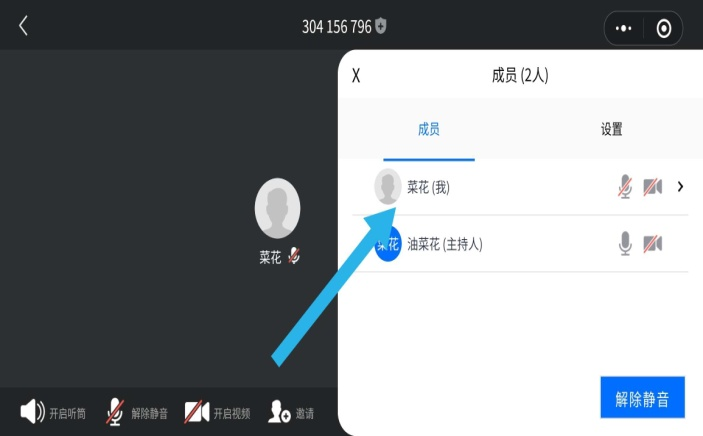 304 156 796
X
成员 (2人)
成员
设置
菜花 (我)
菜花
油菜花 (主持人)
菜花
解除静音
开启听筒
解除静音
开启视频
邀请